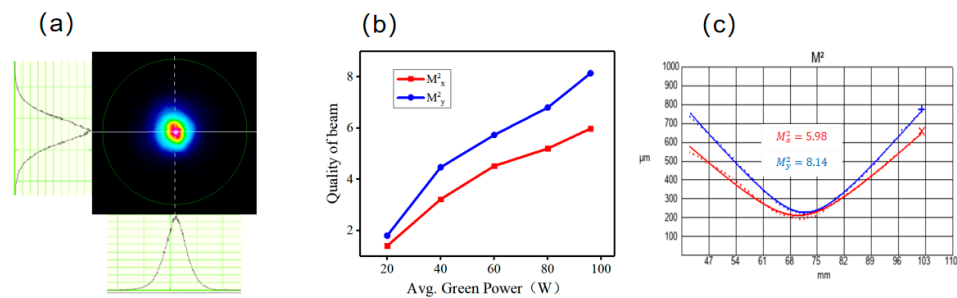 (a)
(b)
(c)
M²ₓ
M²ᵧ
Quality of beam
8
6
4
2
20
40
60
80
100
Avg. Green Power（W）
M²
1000
900
800
700
600
500
400
300
200
100
µm
M²ₓ = 5.98
M²ᵧ = 8.14
47
54
61
68
75
82
89
96
103
110
mm